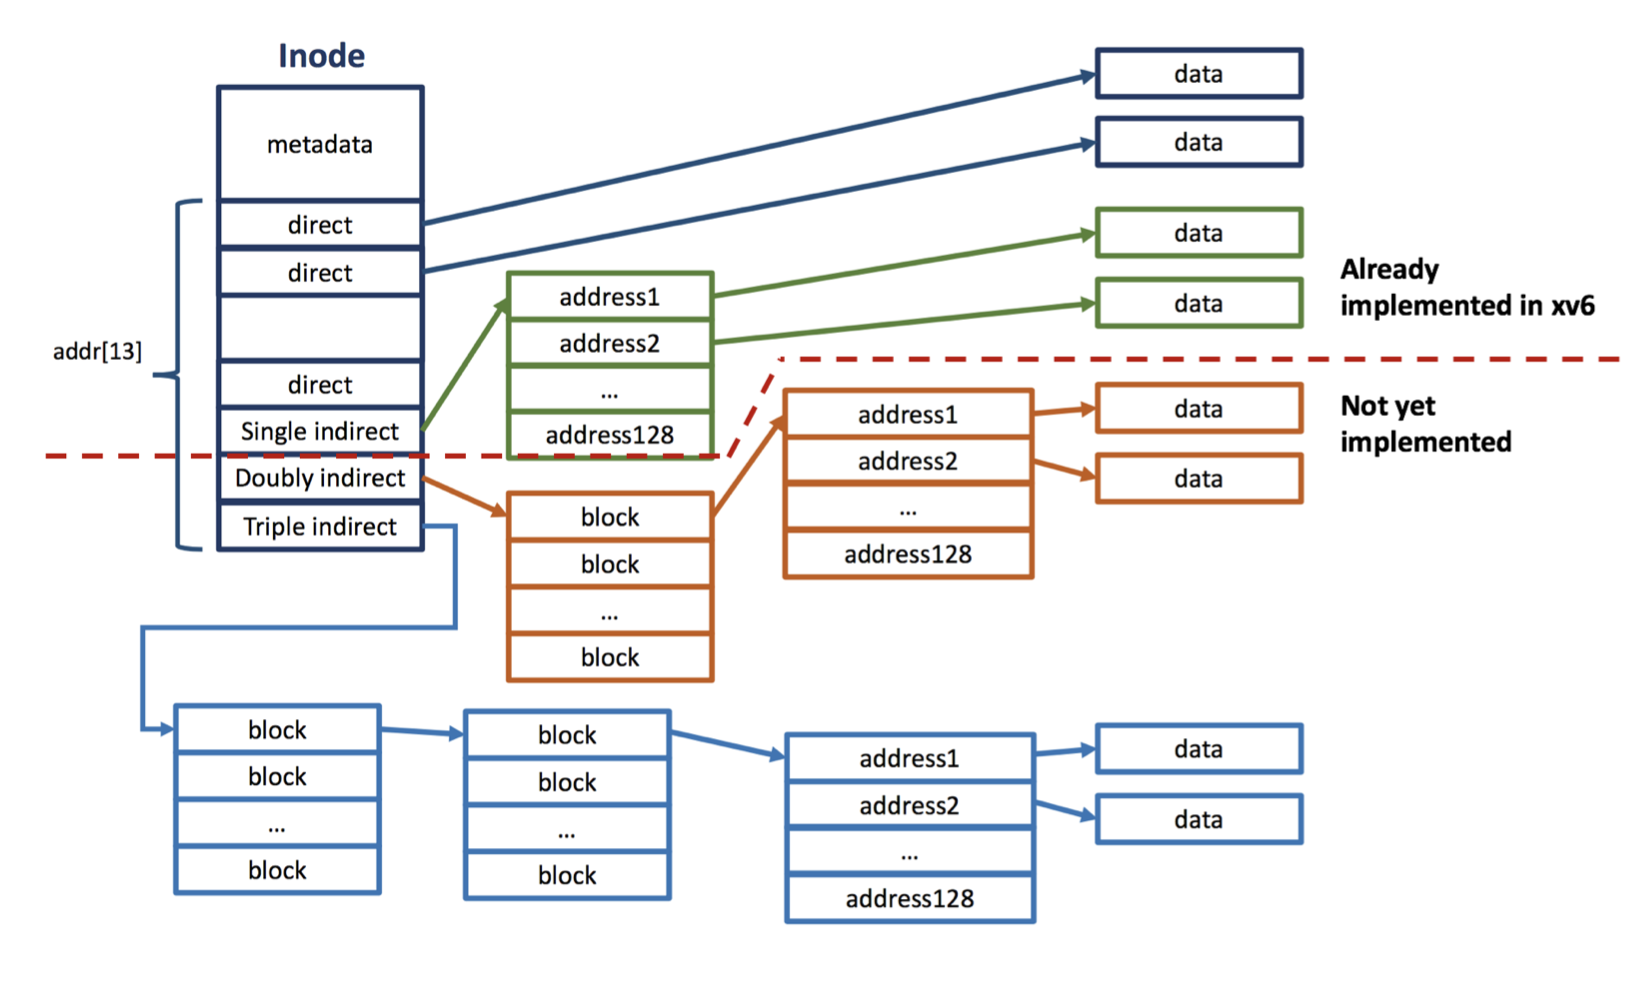 Inode
metadata
direct
direct
addr[13]
direct
Single indirect
Doubly indirect
Triple indirect
address1
address2
...
address128
data
data
data
data
Already
implemented in xv6
Not yet
implemented
block
block
...
block
address1
address2
...
address128
data
data
block
block
...
block
block
block
...
block
address1
address2
...
address128
data
data